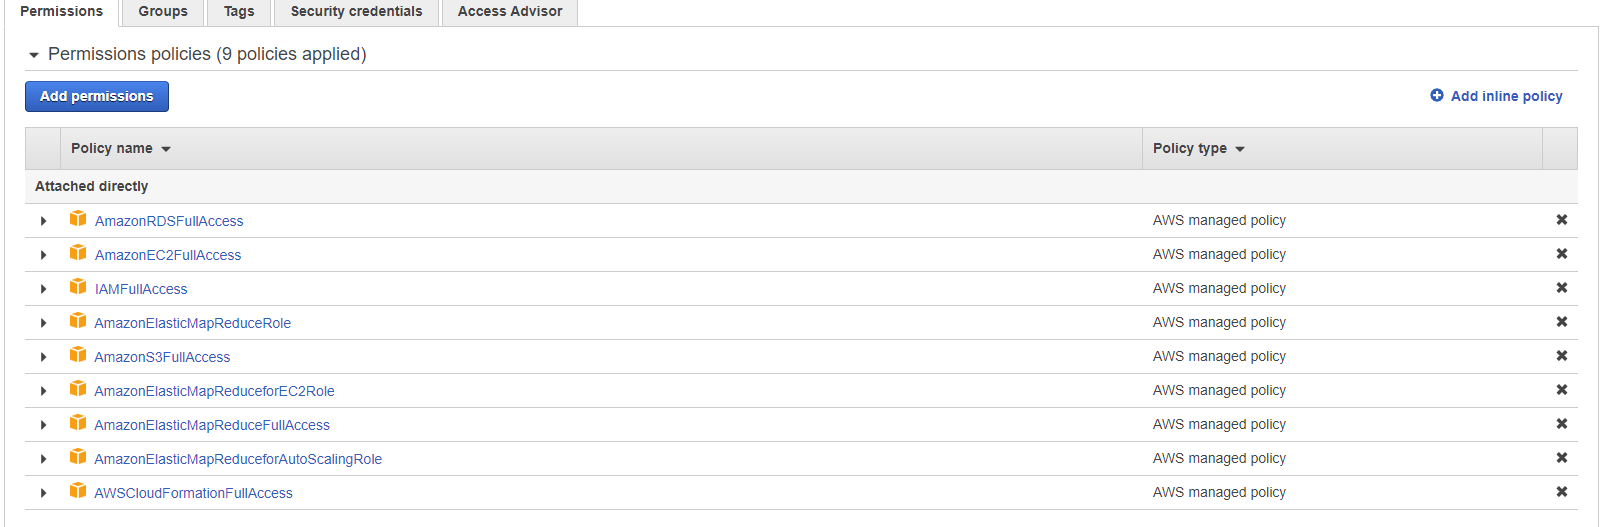 Permissions Groups Tags Security credentials Access Advisor
Permissions policies (9 policies applied)
Add permissions Add inline policy
Policy name Policy type
Attached directly
AmazonRDSFullAccess AWS managed policy
AmazonEC2FullAccess AWS managed policy
IAMFullAccess AWS managed policy
AmazonElasticMapReduceRole AWS managed policy
AmazonS3FullAccess AWS managed policy
AmazonElasticMapReduceforEC2Role AWS managed policy
AmazonElasticMapReduceFullAccess AWS managed policy
AmazonElasticMapReduceforAutoScalingRole AWS managed policy
AWSCloudFormationFullAccess AWS managed policy